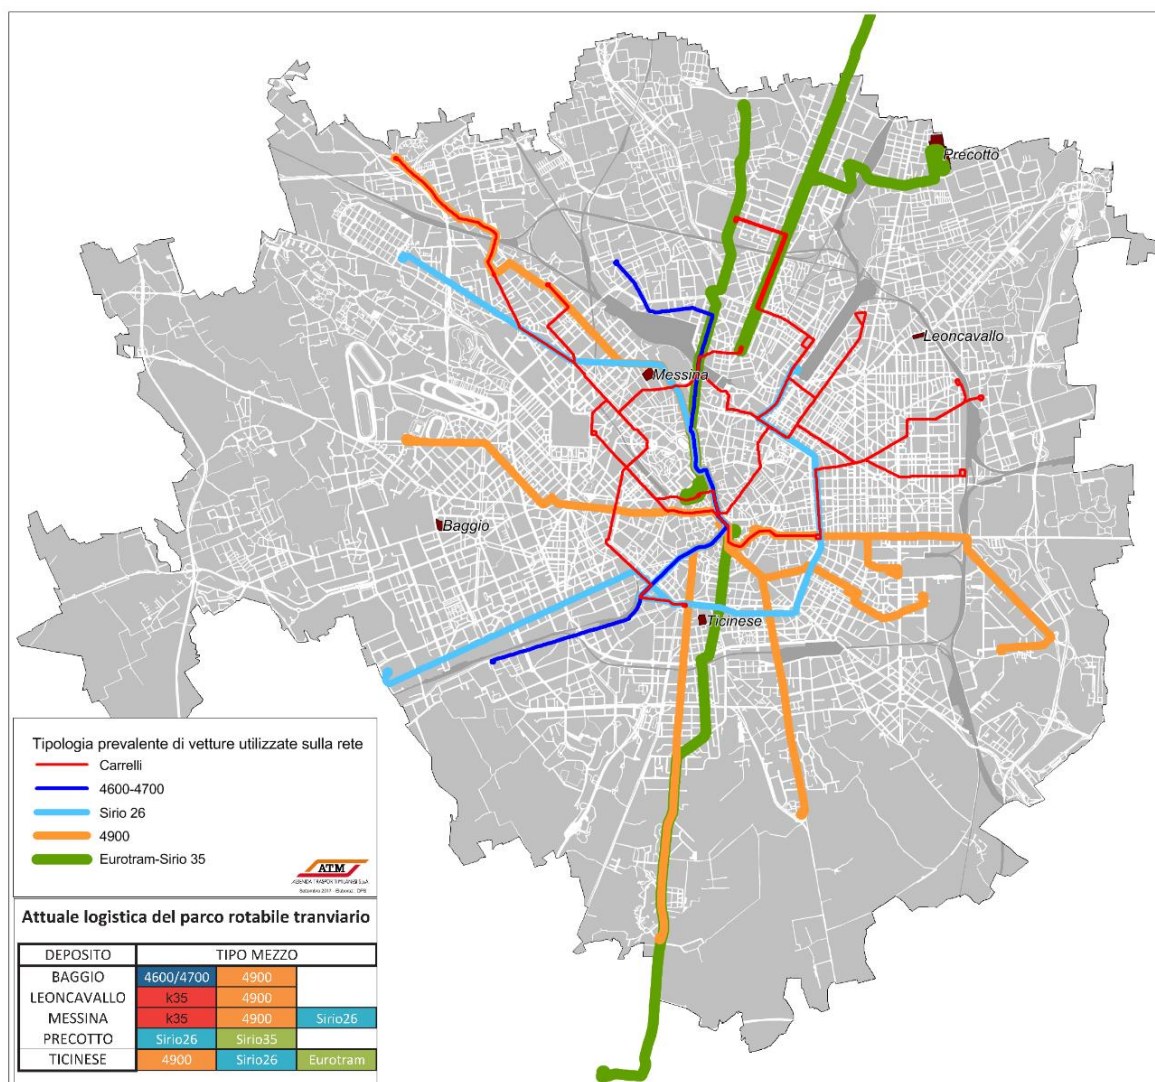 Precotto
Leoncavallo
Messina
Baggio
Ticinese
Tipologia prevalente di vetture utilizzate sulla rete
Carrelli
4600-4700
Sirio 26
4900
Eurotram-Sirio 35
ATM
Attuale logistica del parco rotabile tranviario
DEPOSITO TIPO MEZZO
BAGGIO 4600/4700 4900
LEONCAVALLO k35 4900
MESSINA k35 4900 Sirio26
PRECOTTO Sirio26 Sirio35
TICINESE 4900 Sirio26 Eurotram